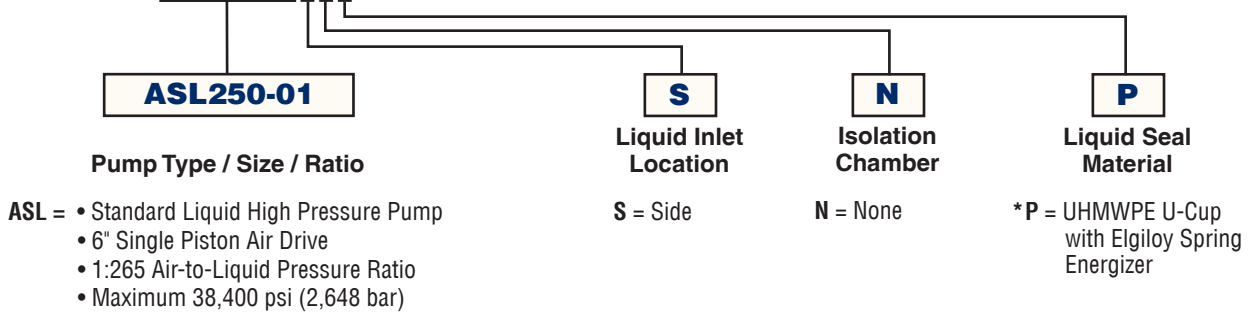 ASL250-01
S
N
P
Pump Type / Size / Ratio
Liquid Inlet
Location
Isolation
Chamber
Liquid Seal
Material
ASL = • Standard Liquid High Pressure Pump
• 6" Single Piston Air Drive
• 1:265 Air-to-Liquid Pressure Ratio
• Maximum 38,400 psi (2,648 bar)
S = Side
N = None
*P = UHMWPE U-Cup
with Elgiloy Spring
Energizer